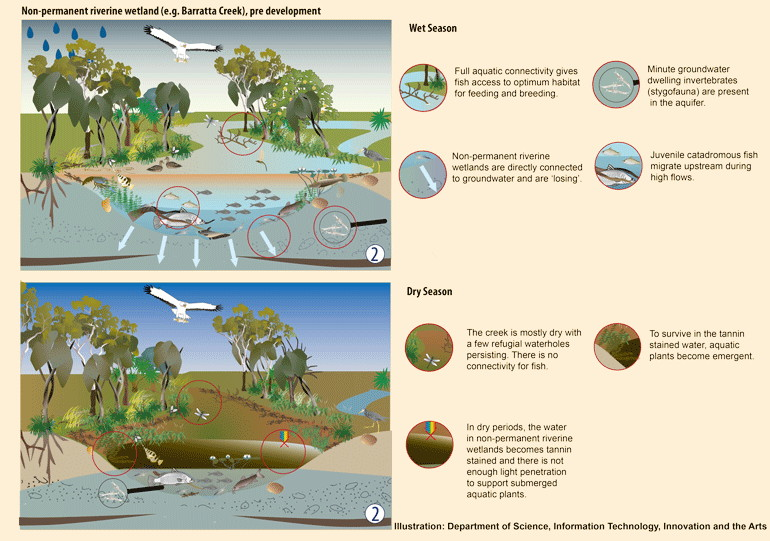 Non-permanent riverine wetland (e.g. Barratta Creek), pre development
2
Wet Season
Full aquatic connectivity gives
fish access to optimum habitat
for feeding and breeding.
Minute groundwater
dwelling invertebrates
(stygofauna) are present
in the aquifer.
Non-permanent riverine
wetlands are directly connected
to groundwater and are ‘losing’.
Juvenile catadromous fish
migrate upstream during
high flows.
2
Dry Season
The creek is mostly dry with
a few refugial waterholes
persisting. There is no
connectivity for fish.
To survive in the tannin
stained water, aquatic
plants become emergent.
In dry periods, the water
in non-permanent riverine
wetlands becomes tannin
stained and there is not
enough light penetration
to support submerged
aquatic plants.
Illustration: Department of Science, Information Technology, Innovation and the Arts